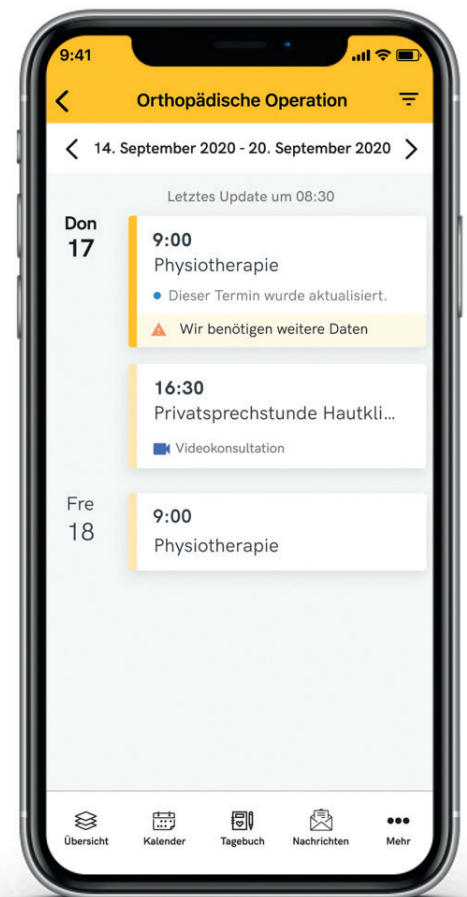 9:41
Orthopädische Operation
14. September 2020 - 20. September 2020
Letztes Update um 08:30
Don
17
9:00
Physiotherapie
Dieser Termin wurde aktualisiert.
Wir benötigen weitere Daten
16:30
Privatsprechstunde Hautkli...
Videokonsultation
Fre
18
9:00
Physiotherapie
Übersicht Kalender Tagebuch Nachrichten Mehr